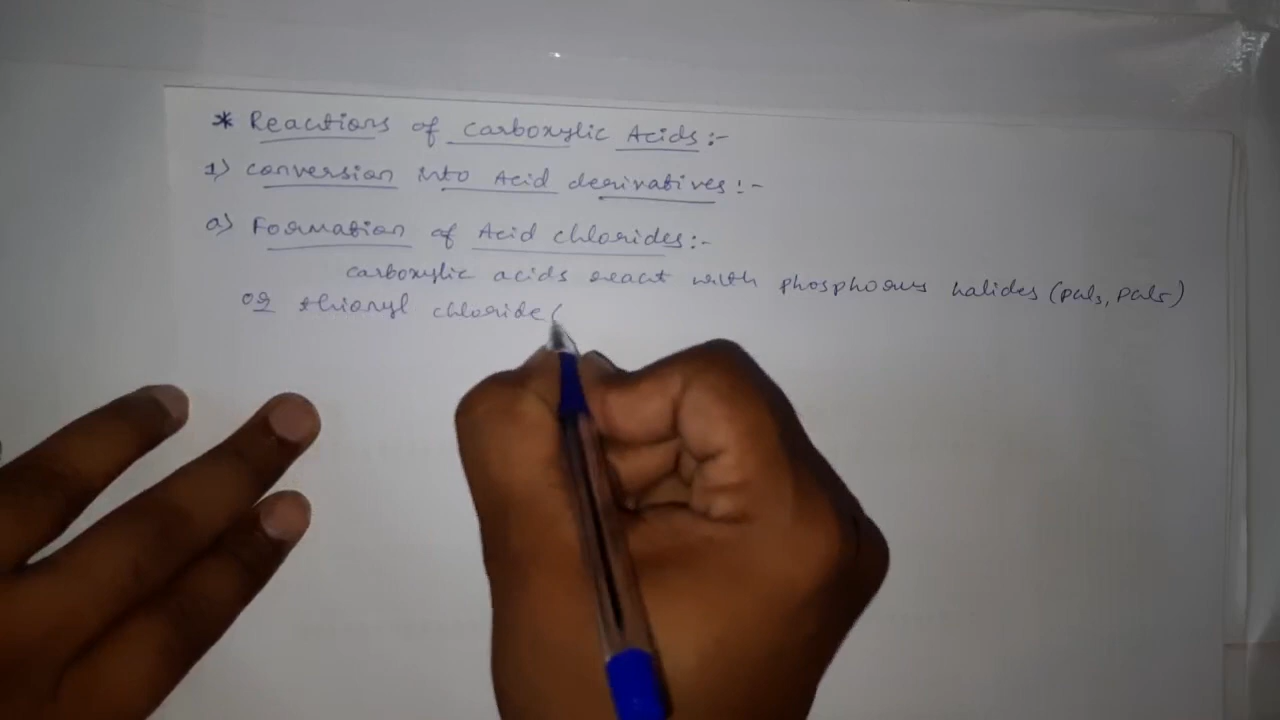 * Reactions of Carboxylic Acids:-
1) Conversion into Acid derivatives:-
a) Formation of Acid chlorides:-
carboxylic acids react with phosphorus halides (PCl3, PCl5)
or thionyl chloride (